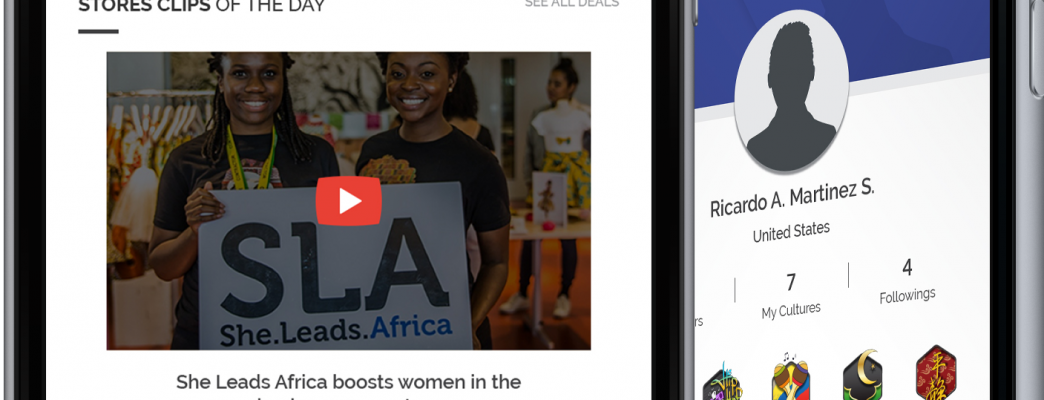 STORES CLIPS OF THE DAY
SEE ALL DEALS
SLA
She.Leads.Africa
She Leads Africa boosts women in the
Ricardo A. Martinez S.
United States
7
My Cultures
4
Followings
rs